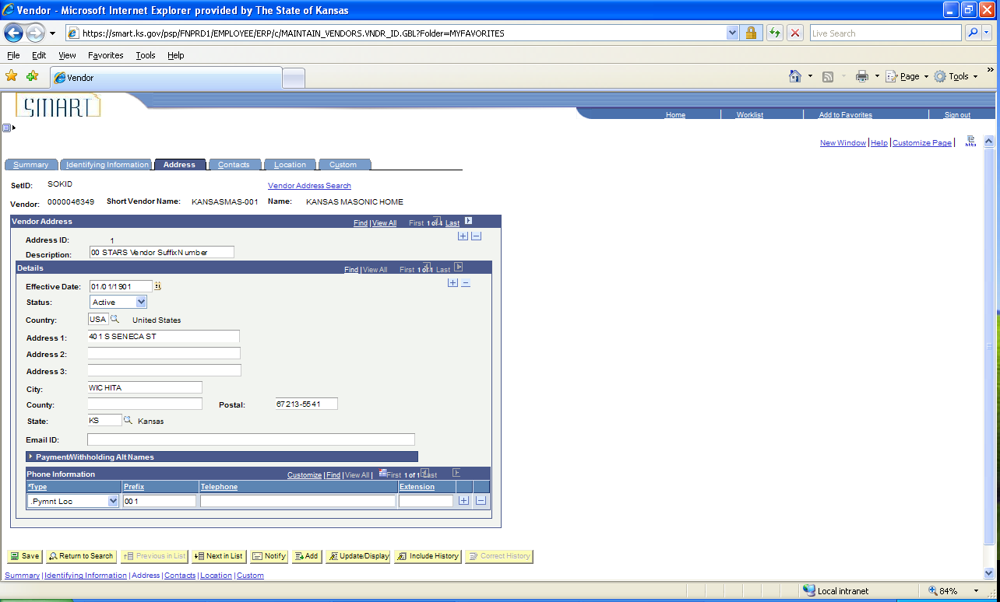 Vendor - Microsoft Internet Explorer provided by The State of Kansas
https://smart.ks.gov/psp/FNPRD1/EMPLOYEE/ERP/c/MAINTAIN_VENDORS.VNDR_ID.GBL?Folder=MYFAVORITES Live Search
File Edit View Favorites Tools Help
Vendor Page Tools
SMART
Home Worklist Add to Favorites Sign out
New Window | Help | Customize Page |
Summary Identifying Information Address Contacts Location Custom
SetID: SOKID Vendor Address Search
Vendor: 0000046349 Short Vendor Name: KANSASMAS-001 Name: KANSAS MASONIC HOME
Vendor Address Find | View All First 1 of 4 Last
Address ID: 1
Description: 00 STARS Vendor SuffixNumber
Details Find | View All First 1 of 1 Last
Effective Date: 01/01/1901
Status: Active
Country: USA United States
Address 1: 401 S SENECA ST
Address 2:
Address 3:
City: WICHITA
County: Postal: 67213-5541
State: KS Kansas
Email ID:
Payment/Withholding Alt Names
Phone Information Customize | Find | View All | First 1 of 1 Last
*Type Prefix Telephone Extension
.Pymnt Loc 001
Save Return to Search Previous in List Next in List Notify Add Update/Display Include History Correct History
Summary | Identifying Information | Address | Contacts | Location | Custom
Local intranet 84%